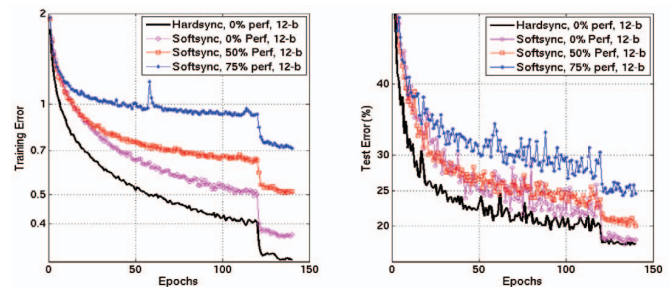 2
1
0.7
0.5
0.4
0
50
100
150
Training Error
Epochs
Hardsync, 0% perf, 12-b
Softsync, 0% Perf, 12-b
Softsync, 50% Perf, 12-b
Softsync, 75% perf, 12-b
40
30
25
20
0
50
100
150
Test Error (%)
Epochs
Hardsync, 0% perf, 12-b
Softsync, 0% perf, 12-b
Softsync, 50% Perf, 12-b
Softsync, 75% perf, 12-b